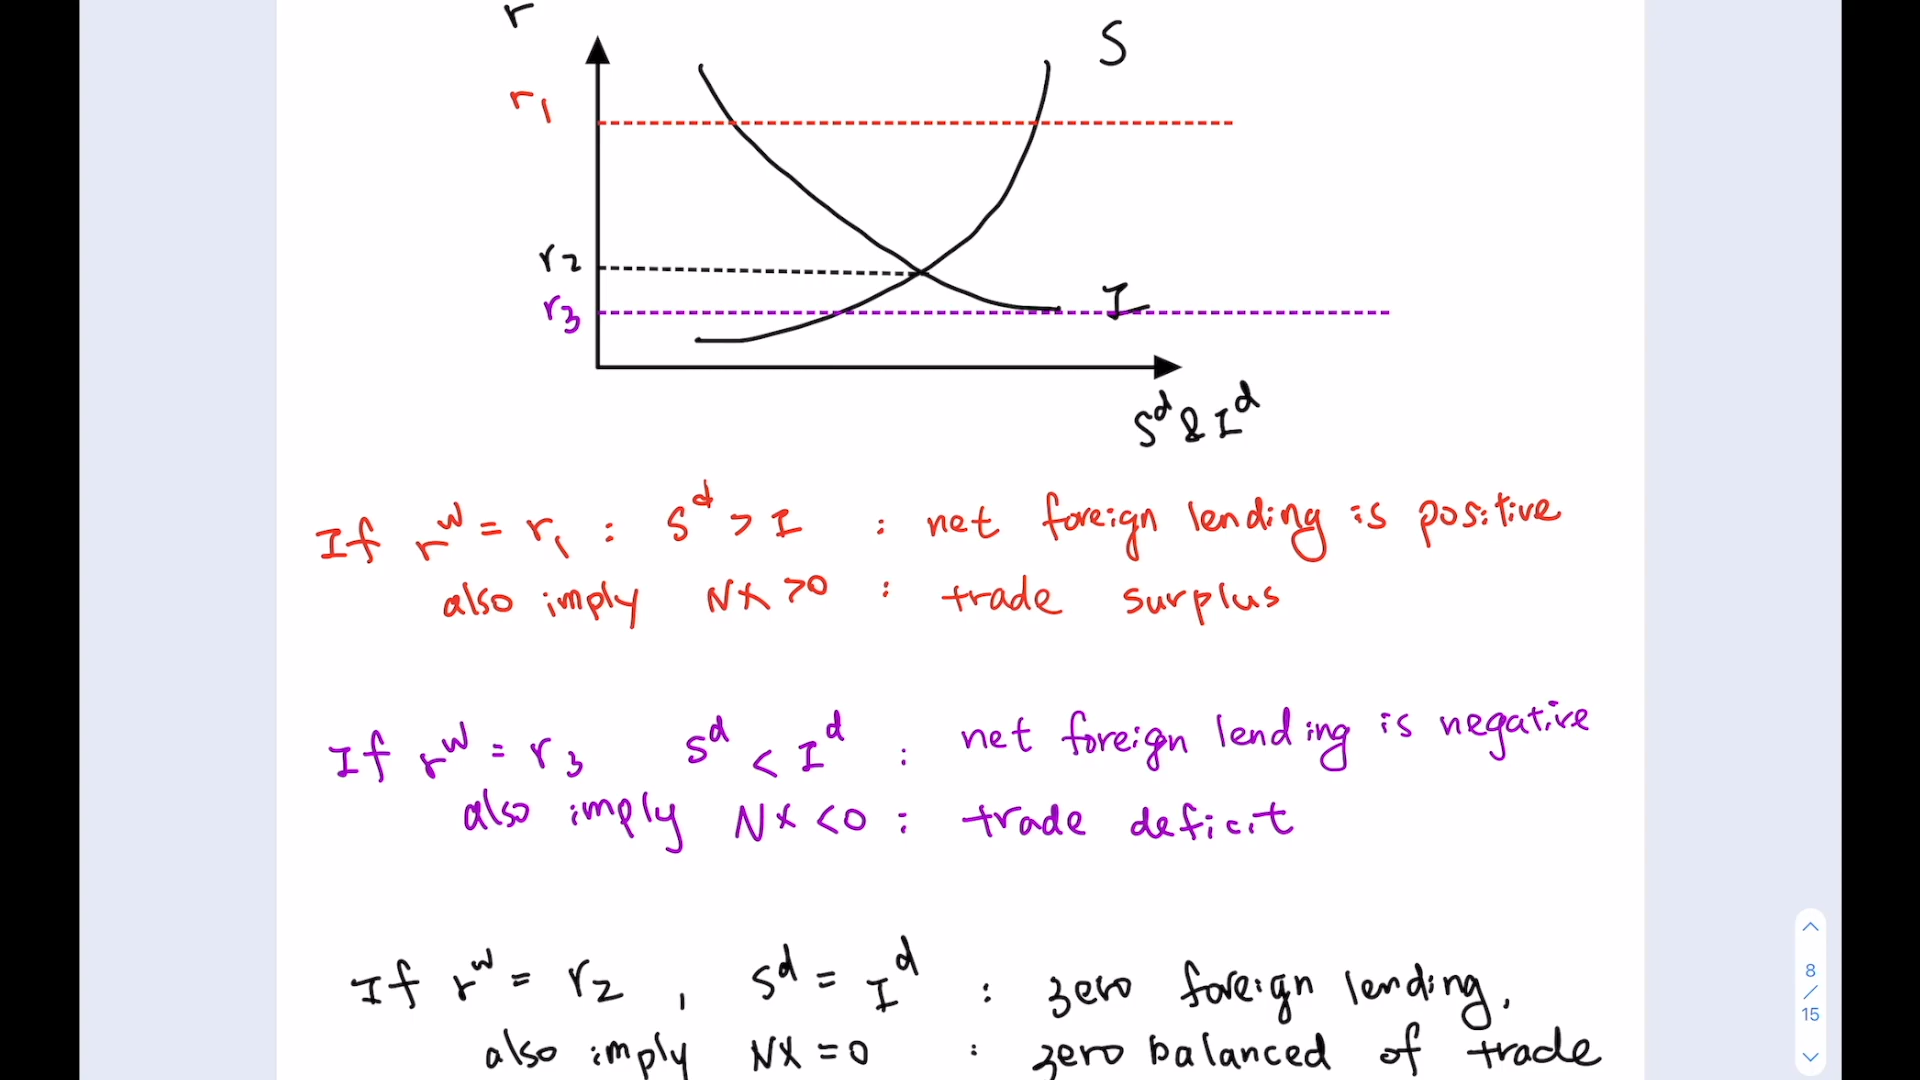 r
S
r1
r2
r3
I
S^d & I^d
If r^w = r1 : S^d > I : net foreign lending is positive
also imply NX >0 : trade surplus
If r^w = r3 S^d < I^d : net foreign lending is negative
also imply NX <0 : trade deficit
If r^w = r2 , S^d = I^d : zero foreign lending,
also imply NX = 0 : zero balanced of trade
8
/
15